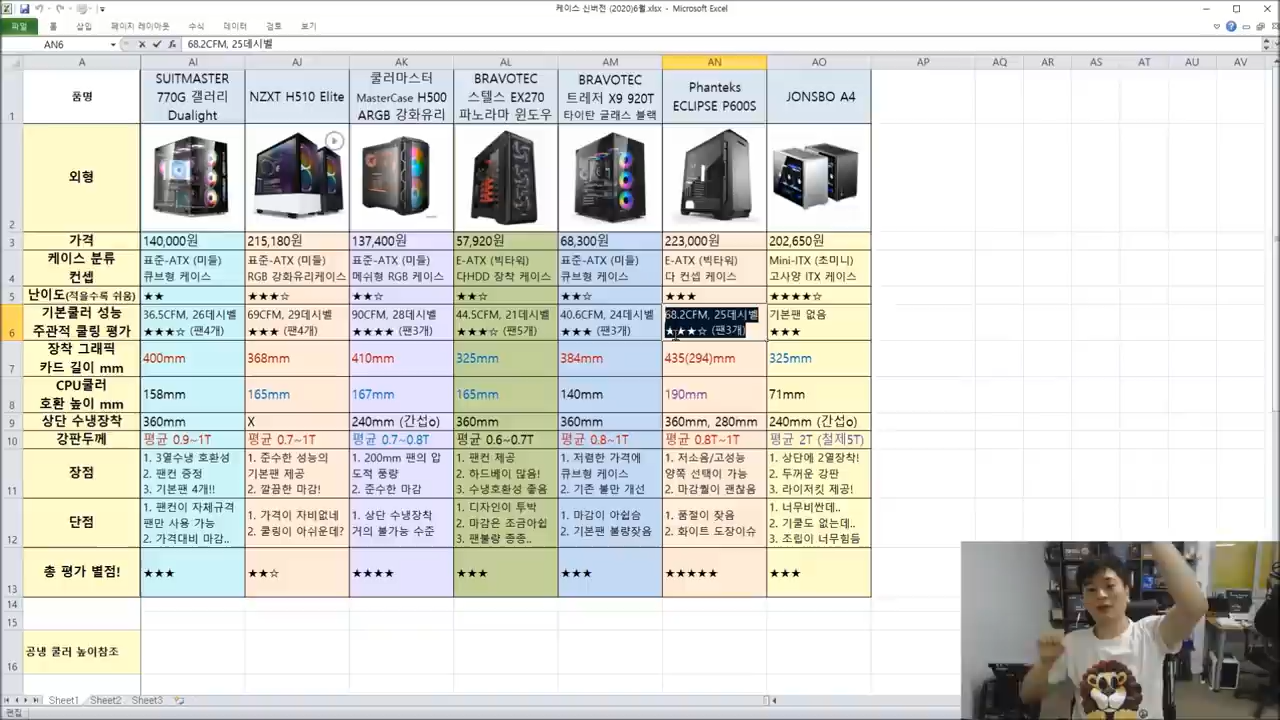 케이스 신버전 (2020)6월.xlsx - Microsoft Excel
파일 홈 삽입 페이지 레이아웃 수식 데이터 검토 보기
AN6 fx 68.2CFM, 25데시벨
A AI AJ AK AL AM AN AO AP AQ AR AS AT AU AV
1 품명
SUITMASTER
770G 갤러리
Dualight
NZXT H510 Elite
쿨러마스터
MasterCase H500
ARGB 강화유리
BRAVOTEC
스텔스 EX270
파노라마 윈도우
BRAVOTEC
트레저 X9 920T
타이탄 글래스 블랙
Phanteks
ECLIPSE P600S
JONSBO A4
2 외형
3 가격 140,000원 215,180원 137,400원 57,920원 68,300원 223,000원 202,650원
4 케이스 분류
컨셉
표준-ATX (미들)
큐브형 케이스
표준-ATX (미들)
RGB 강화유리케이스
표준-ATX (미들)
메쉬형 RGB 케이스
E-ATX (빅타워)
다HDD 장착 케이스
표준-ATX (미들)
큐브형 케이스
E-ATX (빅타워)
다 컨셉 케이스
Mini-ITX (초미니)
고사양 ITX 케이스
5 난이도(적을수록 쉬움) ★★ ★★★☆ ★★☆ ★★☆ ★★☆ ★★★ ★★★★☆
6 기본쿨러 성능
주관적 쿨링 평가
36.5CFM, 26데시벨
★★★☆ (팬4개)
69CFM, 29데시벨
★★★ (팬4개)
90CFM, 28데시벨
★★★★ (팬3개)
44.5CFM, 21데시벨
★★★☆ (팬5개)
40.6CFM, 24데시벨
★★★ (팬3개)
68.2CFM, 25데시벨
★★★★☆ (팬3개)
기본팬 없음
★★★
7 장착 그래픽
카드 길이 mm
400mm 368mm 410mm 325mm 384mm 435(294)mm 325mm
8 CPU쿨러
호환 높이 mm
158mm 165mm 167mm 165mm 140mm 190mm 71mm
9 상단 수냉장착 360mm X 240mm (간섭o) 360mm 360mm 360mm, 280mm 240mm (간섭o)
10 강판두께 평균 0.9~1T 평균 0.7~1T 평균 0.7~0.8T 평균 0.6~0.7T 평균 0.8~1T 평균 0.8T~1T 평균 2T (철제5T)
11 장점
1. 3열수냉 호환성
2. 팬컨 증정
3. 기본팬 4개!!
1. 준수한 성능의
기본팬 제공
2. 깔끔한 마감!
1. 200mm 팬의 압
도적 풍량
2. 준수한 마감
1. 팬컨 제공
2. 하드베이 많음!
3. 수냉호환성 좋음
1. 저렴한 가격에
큐브형 케이스
2. 기존 불만 개선
1. 저소음/고성능
양쪽 선택이 가능
2. 마감퀄이 괜찮음
1. 상단에 2열장착!
2. 두꺼운 강판
3. 라이저킷 제공!
12 단점
1. 팬컨이 자체규격
팬만 사용 가능
2. 가격대비 마감..
1. 가격이 자비없네
2. 쿨링이 아쉬운데?
1. 상단 수냉장착
거의 불가능 수준
1. 디자인이 투박
2. 마감은 조금아쉽
3. 팬불량 종종..
1. 마감이 아쉽슴
2. 기본팬 불량잦음
1. 품절이 잦음
2. 화이트 도장이슈
1. 너무비싼데..
2. 기쿨도 없는데..
3. 조립이 너무힘듬
13 총 평가 별점! ★★★ ★★☆ ★★★★ ★★★ ★★★ ★★★★★ ★★★
14
15
16 공냉 쿨러 높이참조
Sheet1 Sheet2 Sheet3
편집